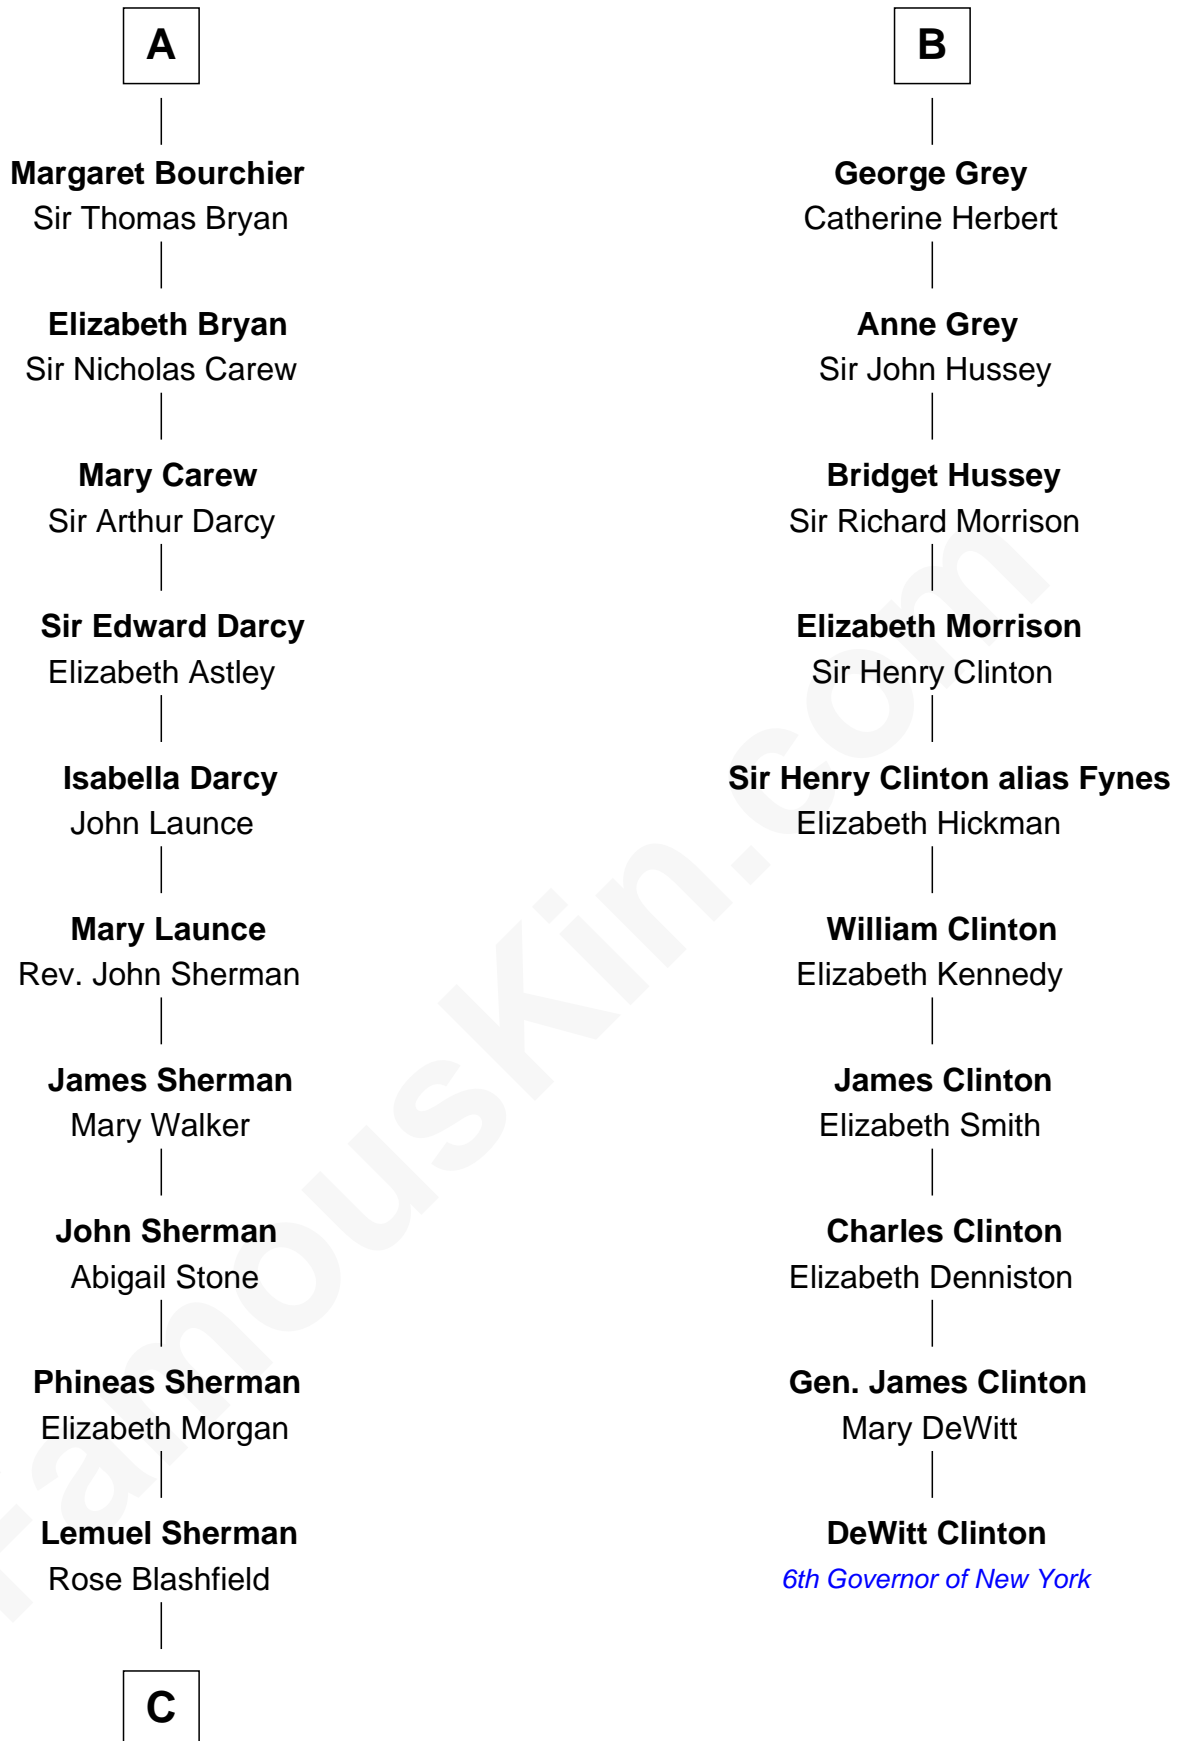 A
Margaret Bourchier
Sir Thomas Bryan
Elizabeth Bryan
Sir Nicholas Carew
Mary Carew
Sir Arthur Darcy
Sir Edward Darcy
Elizabeth Astley
Isabella Darcy
John Launce
Mary Launce
Rev. John Sherman
James Sherman
Mary Walker
John Sherman
Abigail Stone
Phineas Sherman
Elizabeth Morgan
Lemuel Sherman
Rose Blashfield
C
B
George Grey
Catherine Herbert
Anne Grey
Sir John Hussey
Bridget Hussey
Sir Richard Morrison
Elizabeth Morrison
Sir Henry Clinton
Sir Henry Clinton alias Fynes
Elizabeth Hickman
William Clinton
Elizabeth Kennedy
James Clinton
Elizabeth Smith
Charles Clinton
Elizabeth Denniston
Gen. James Clinton
Mary DeWitt
DeWitt Clinton
6th Governor of New York
FamousKin.com